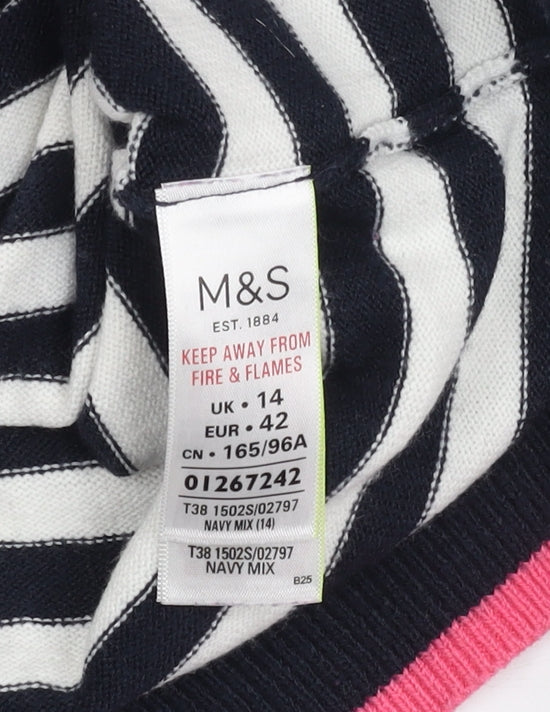 M&S
EST. 1884
KEEP AWAY FROM
FIRE & FLAMES
UK • 14
EUR • 42
CN • 165/96A
01267242
T38 1502S/02797
NAVY MIX (14)
T38 1502S/02797
NAVY MIX
B25